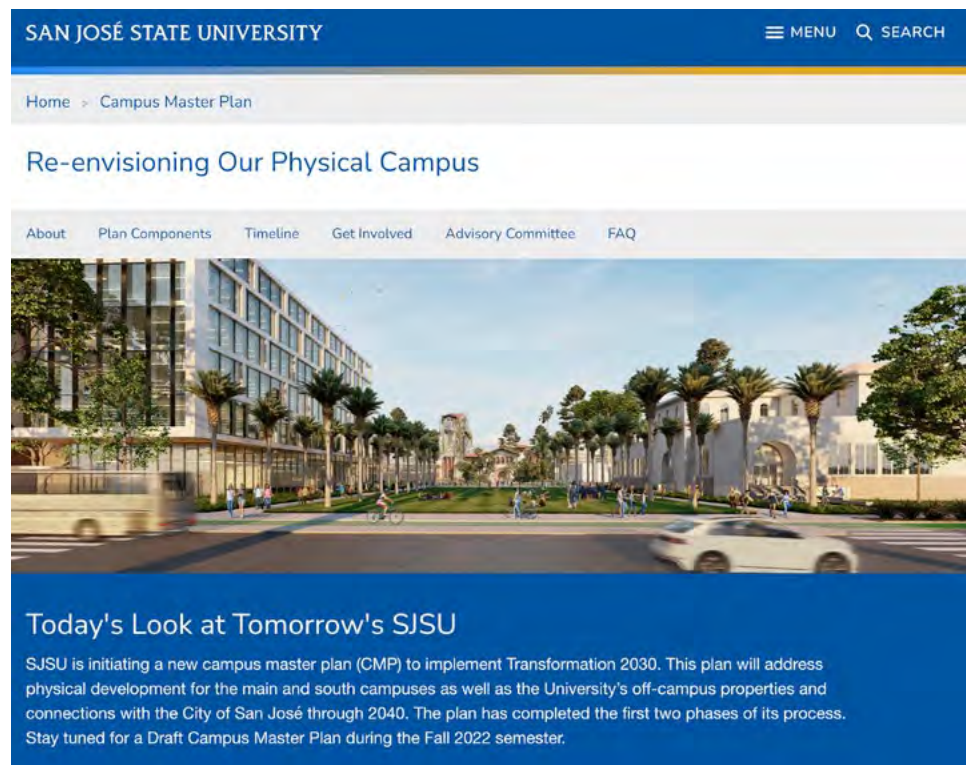 SAN JOSÉ STATE UNIVERSITY
MENU
SEARCH
Home > Campus Master Plan
Re-envisioning Our Physical Campus
About
Plan Components
Timeline
Get Involved
Advisory Committee
FAQ
Today's Look at Tomorrow's SJSU
SJSU is initiating a new campus master plan (CMP) to implement Transformation 2030. This plan will address
physical development for the main and south campuses as well as the University's off-campus properties and
connections with the City of San José through 2040. The plan has completed the first two phases of its process.
Stay tuned for a Draft Campus Master Plan during the Fall 2022 semester.